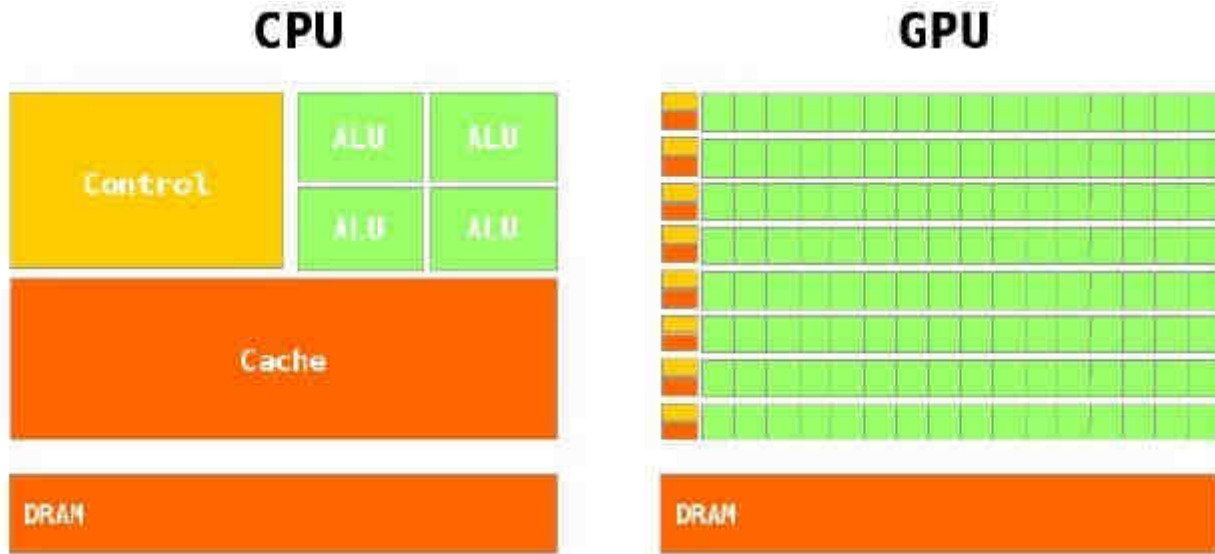 CPU
GPU
Control
ALU
ALU
ALU
ALU
Cache
DRAM
DRAM